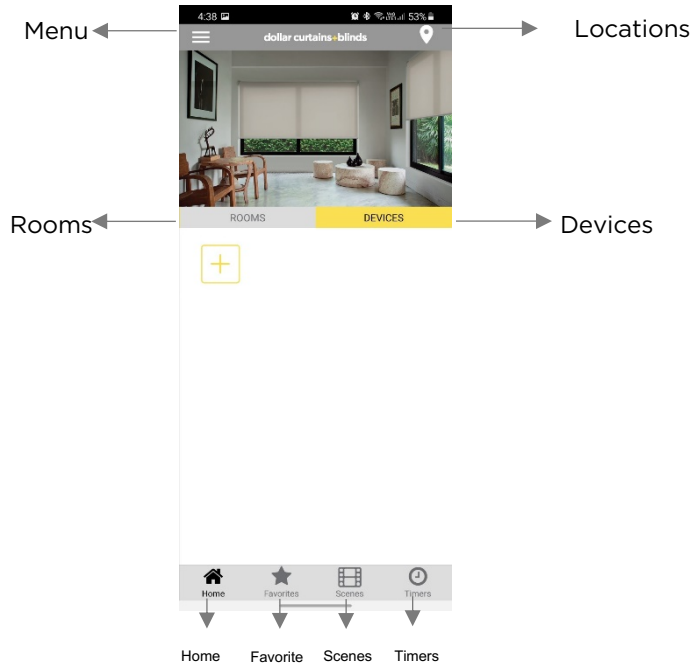 4:38 53%
Menu dollar curtains+blinds Locations
Rooms ROOMS DEVICES Devices
Home Favorites Scenes Timers
Home Favorite Scenes Timers